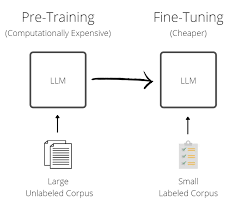 Pre-Training
(Computationally Expensive)
LLM
Large
Unlabeled Corpus
Fine-Tuning
(Cheaper)
LLM
Small
Labeled Corpus